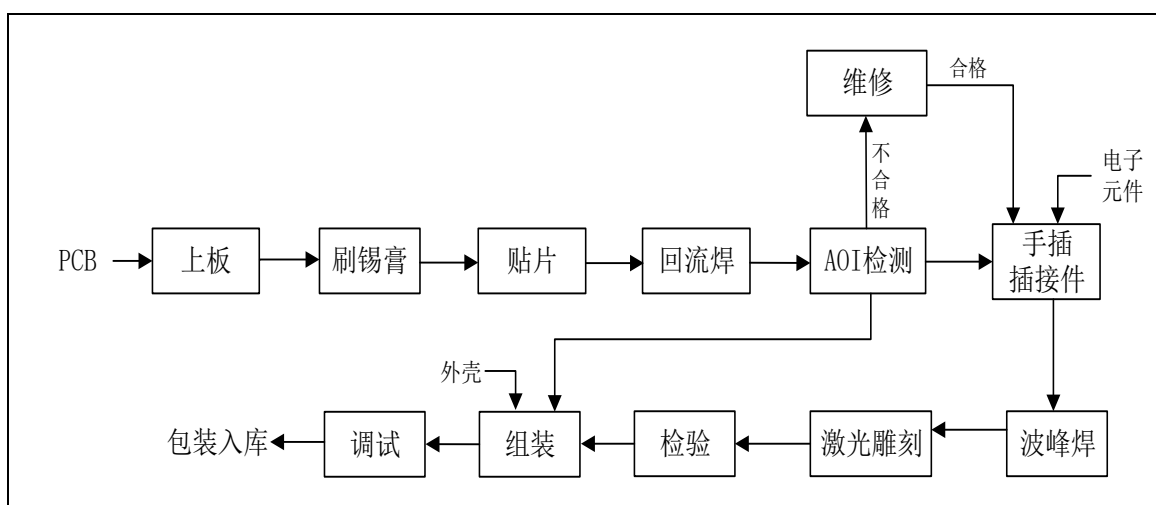 维修
合格
不
合
格
电子
元件
PCB
上板
刷锡膏
贴片
回流焊
AOI检测
手插
插接件
外壳
包装入库
调试
组装
检验
激光雕刻
波峰焊